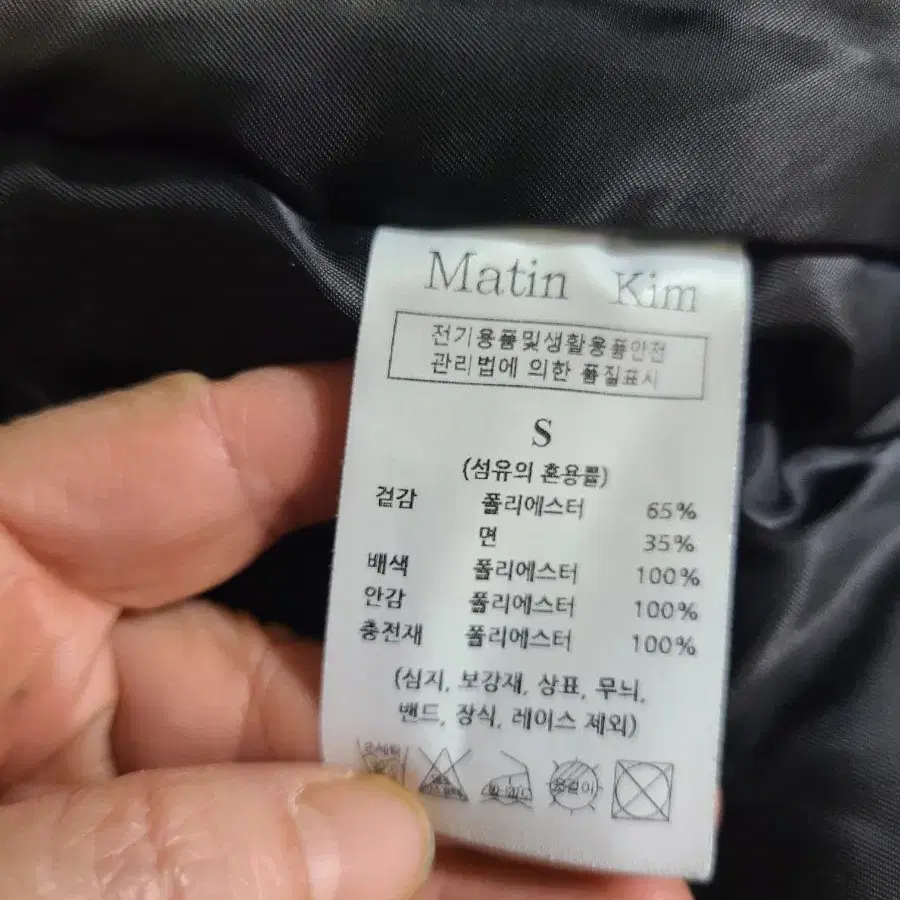 Matin Kim
전기용품및생활용품안전
관리법에 의한 품질표시
S
(섬유의 혼용률)
겉감 폴리에스터 65%
면 35%
배색 폴리에스터 100%
안감 폴리에스터 100%
충전재 폴리에스터 100%
(심지, 보강재, 상표, 무늬,
밴드, 장식, 레이스 제외)
옷걸이